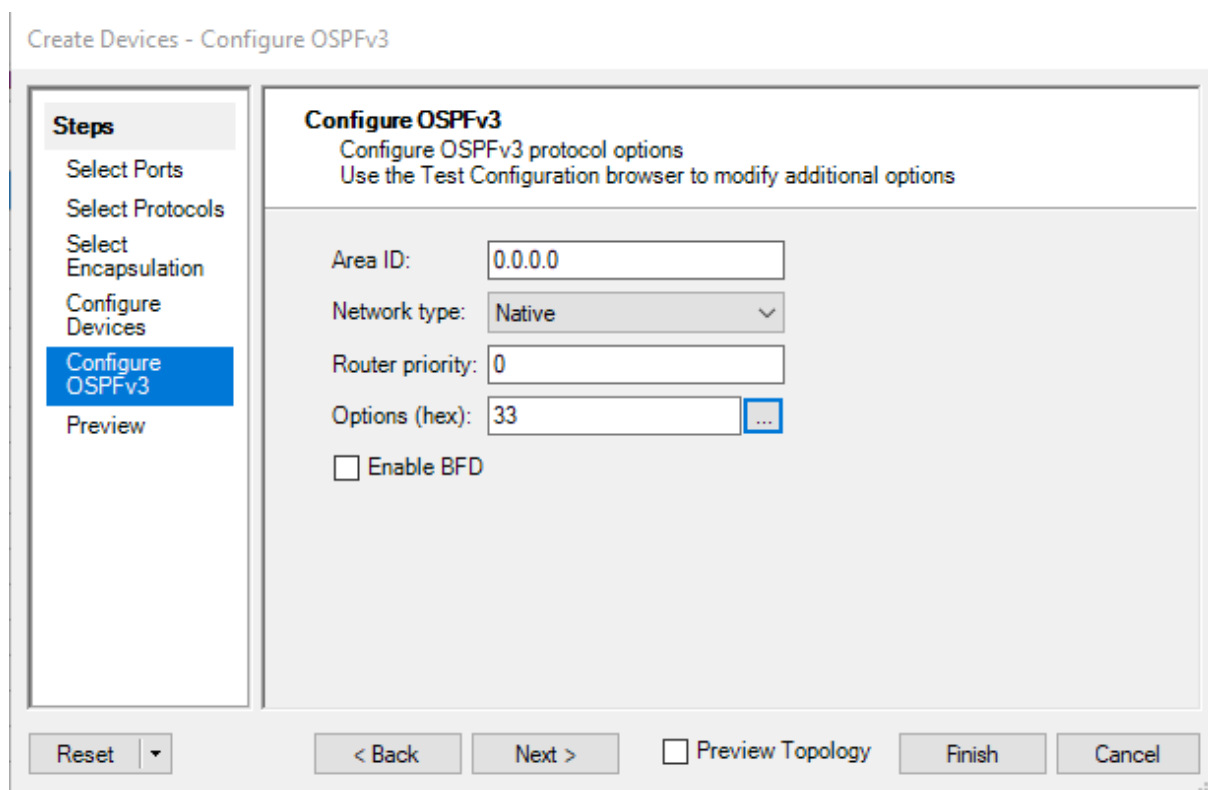 Create Devices - Configure OSPFv3
Steps
Select Ports
Select Protocols
Select
Encapsulation
Configure
Devices
Configure
OSPFv3
Preview
Configure OSPFv3
Configure OSPFv3 protocol options
Use the Test Configuration browser to modify additional options
Area ID: 0.0.0.0
Network type: Native
Router priority: 0
Options (hex): 33 ...
Enable BFD
Reset < Back Next > Preview Topology Finish Cancel